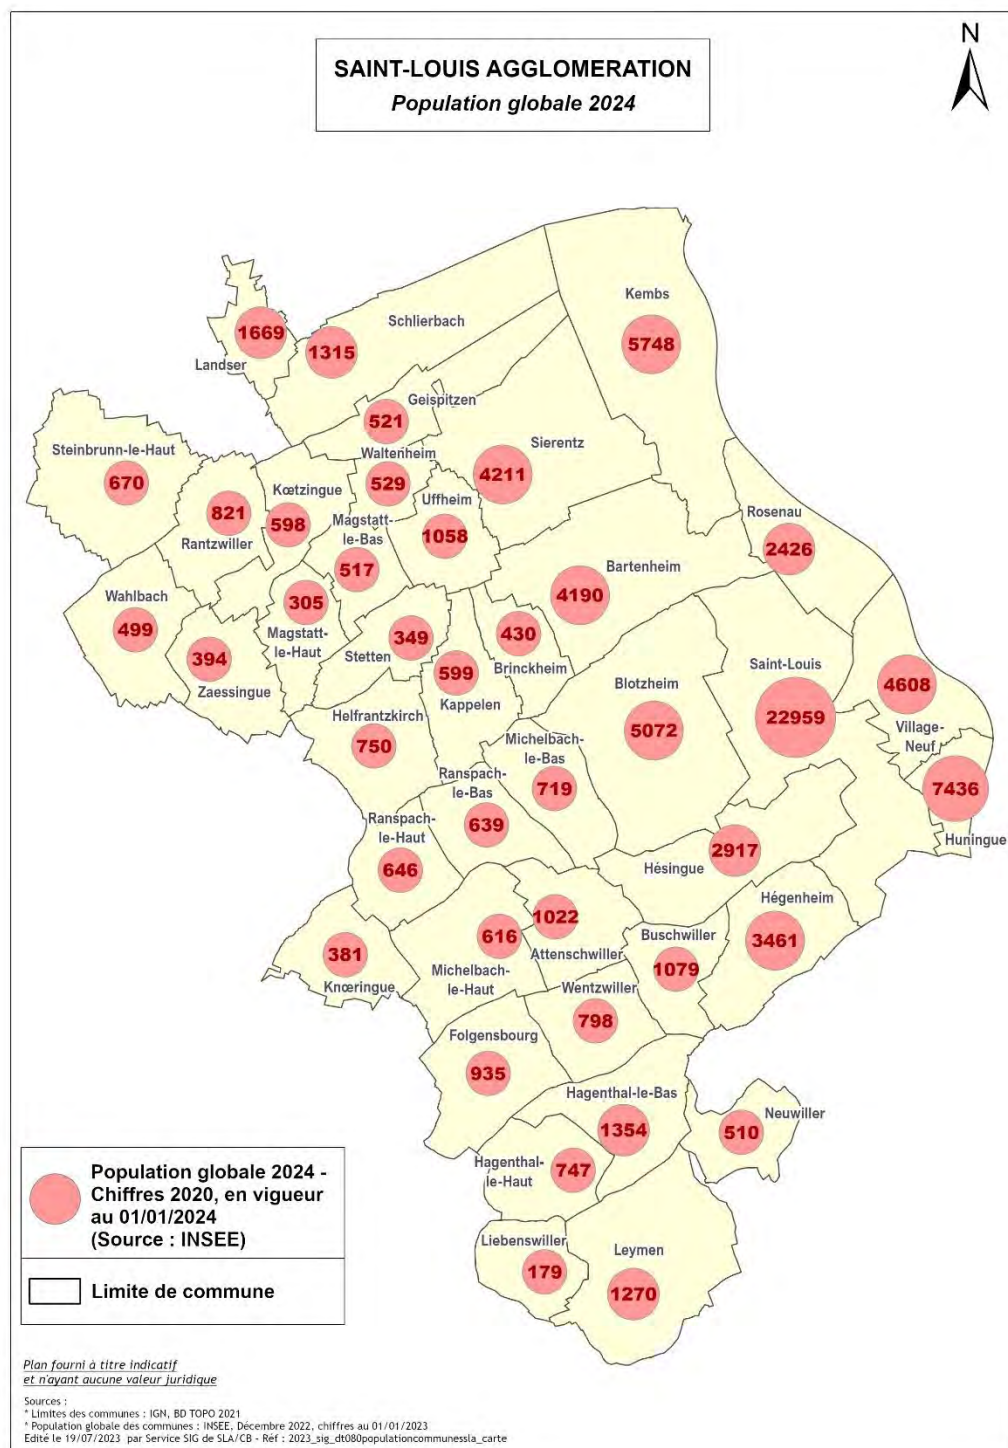 N
SAINT-LOUIS AGGLOMERATION
Population globale 2024
Kembs
5748
Schlierbach
1669
1315
Landser
Geispitzen
521
Steinbrunn-le-Haut
670
Waltenheim
529
Sierentz
4211
Kœtzingue
598
821
Rantzwiller
Uffheim
1058
Magstatt-
le-Bas
517
Rosenau
2426
Bartenheim
4190
Wahlbach
499
305
Magstatt-
le-Haut
349
Stetten
430
Brinckheim
394
Zaessingue
599
Kappelen
Blotzheim
5072
Saint-Louis
22959
4608
Village-
Neuf
Helfrantzkirch
750
Michelbach-
le-Bas
719
7436
Huningue
Ranspach-
le-Bas
639
Ranspach-
le-Haut
646
2917
Hésingue
Hégenheim
3461
1022
Attenschwiller
616
Michelbach-
le-Haut
Buschwiller
1079
381
Knœringue
Wentzwiller
798
Folgensbourg
935
Hagenthal-le-Bas
1354
Neuwiller
510
Hagenthal-
le-Haut
747
Liebenswiller
179
Leymen
1270
Population globale 2024 -
Chiffres 2020, en vigueur
au 01/01/2024
(Source : INSEE)
Limite de commune
Plan fourni à titre indicatif
et n'ayant aucune valeur juridique
Sources :
* Limites des communes : IGN, BD TOPO 2021
* Population globale des communes : INSEE, Décembre 2022, chiffres au 01/01/2023
Edité le 19/07/2023 par Service SIG de SLA/CB - Réf : 2023_sig_dt080populationcommunessla_carte